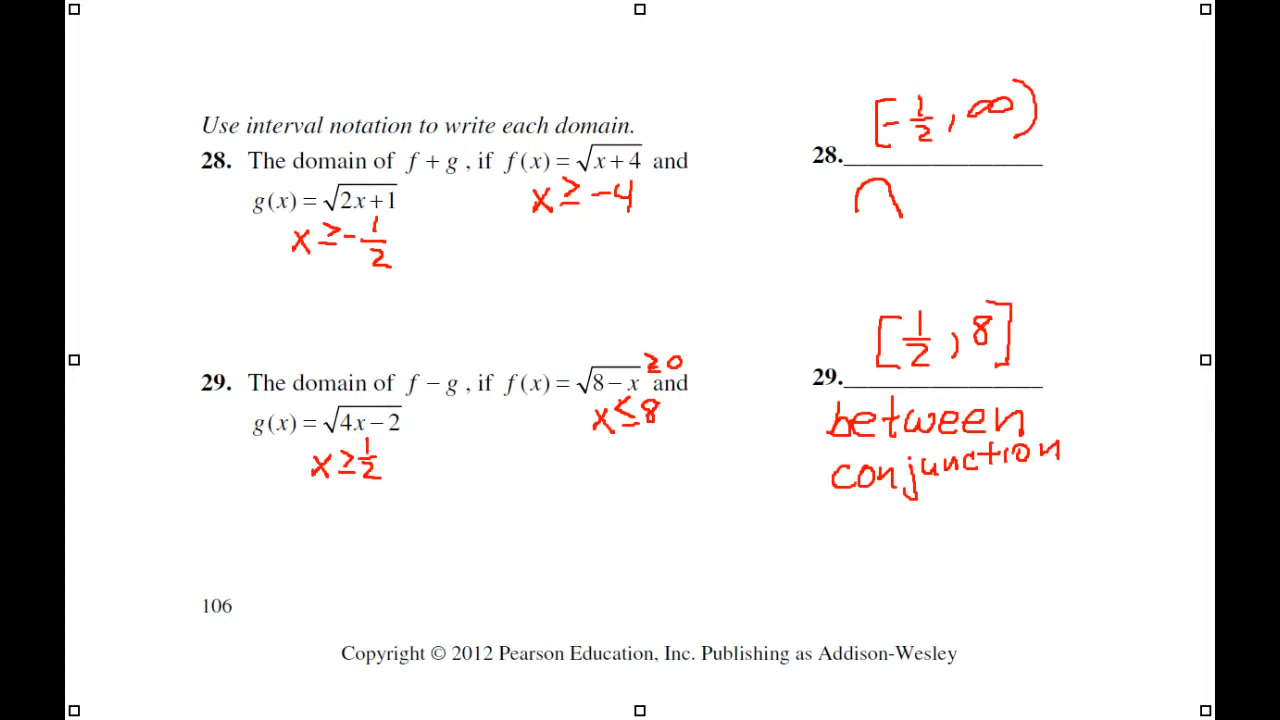 Use interval notation to write each domain.
[-1/2, ∞)
28. The domain of f + g, if f(x) = √(x + 4) and
28.
g(x) = √(2x + 1)
x ≥ -4
∩
x ≥ -1/2
[1/2, 8]
≥ 0
29. The domain of f − g, if f(x) = √(8 − x) and
29.
g(x) = √(4x − 2)
x ≤ 8
between
x ≥ 1/2
conjunction
106
Copyright © 2012 Pearson Education, Inc. Publishing as Addison-Wesley